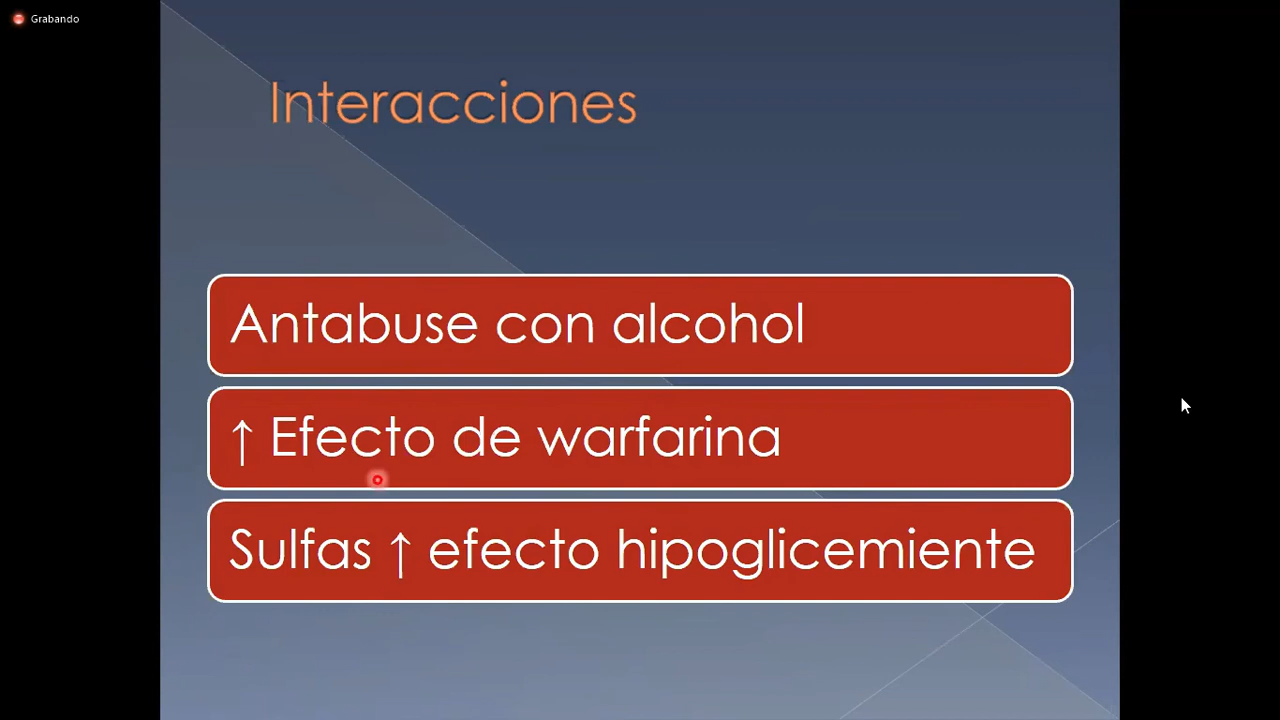 Grabando
Interacciones
Antabuse con alcohol
↑ Efecto de warfarina
Sulfas ↑ efecto hipoglicemiente